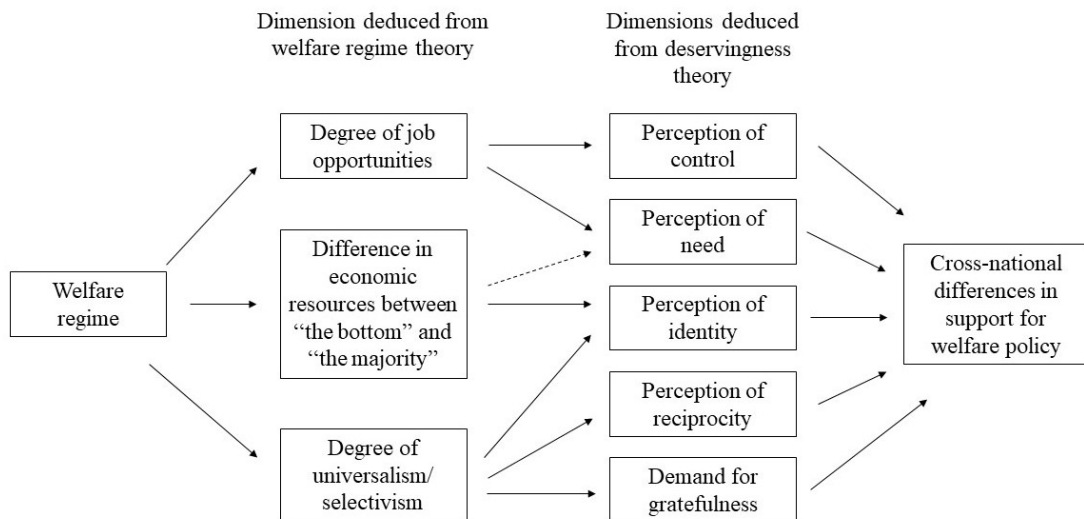 Dimension deduced from
welfare regime theory
Dimensions deduced
from deservingness
theory
Degree of job
opportunities
Perception of
control
Perception of
need
Difference in
economic
resources between
“the bottom” and
“the majority”
Welfare
regime
Cross-national
differences in
support for
welfare policy
Perception of
identity
Perception of
reciprocity
Degree of
universalism/
selectivism
Demand for
gratefulness